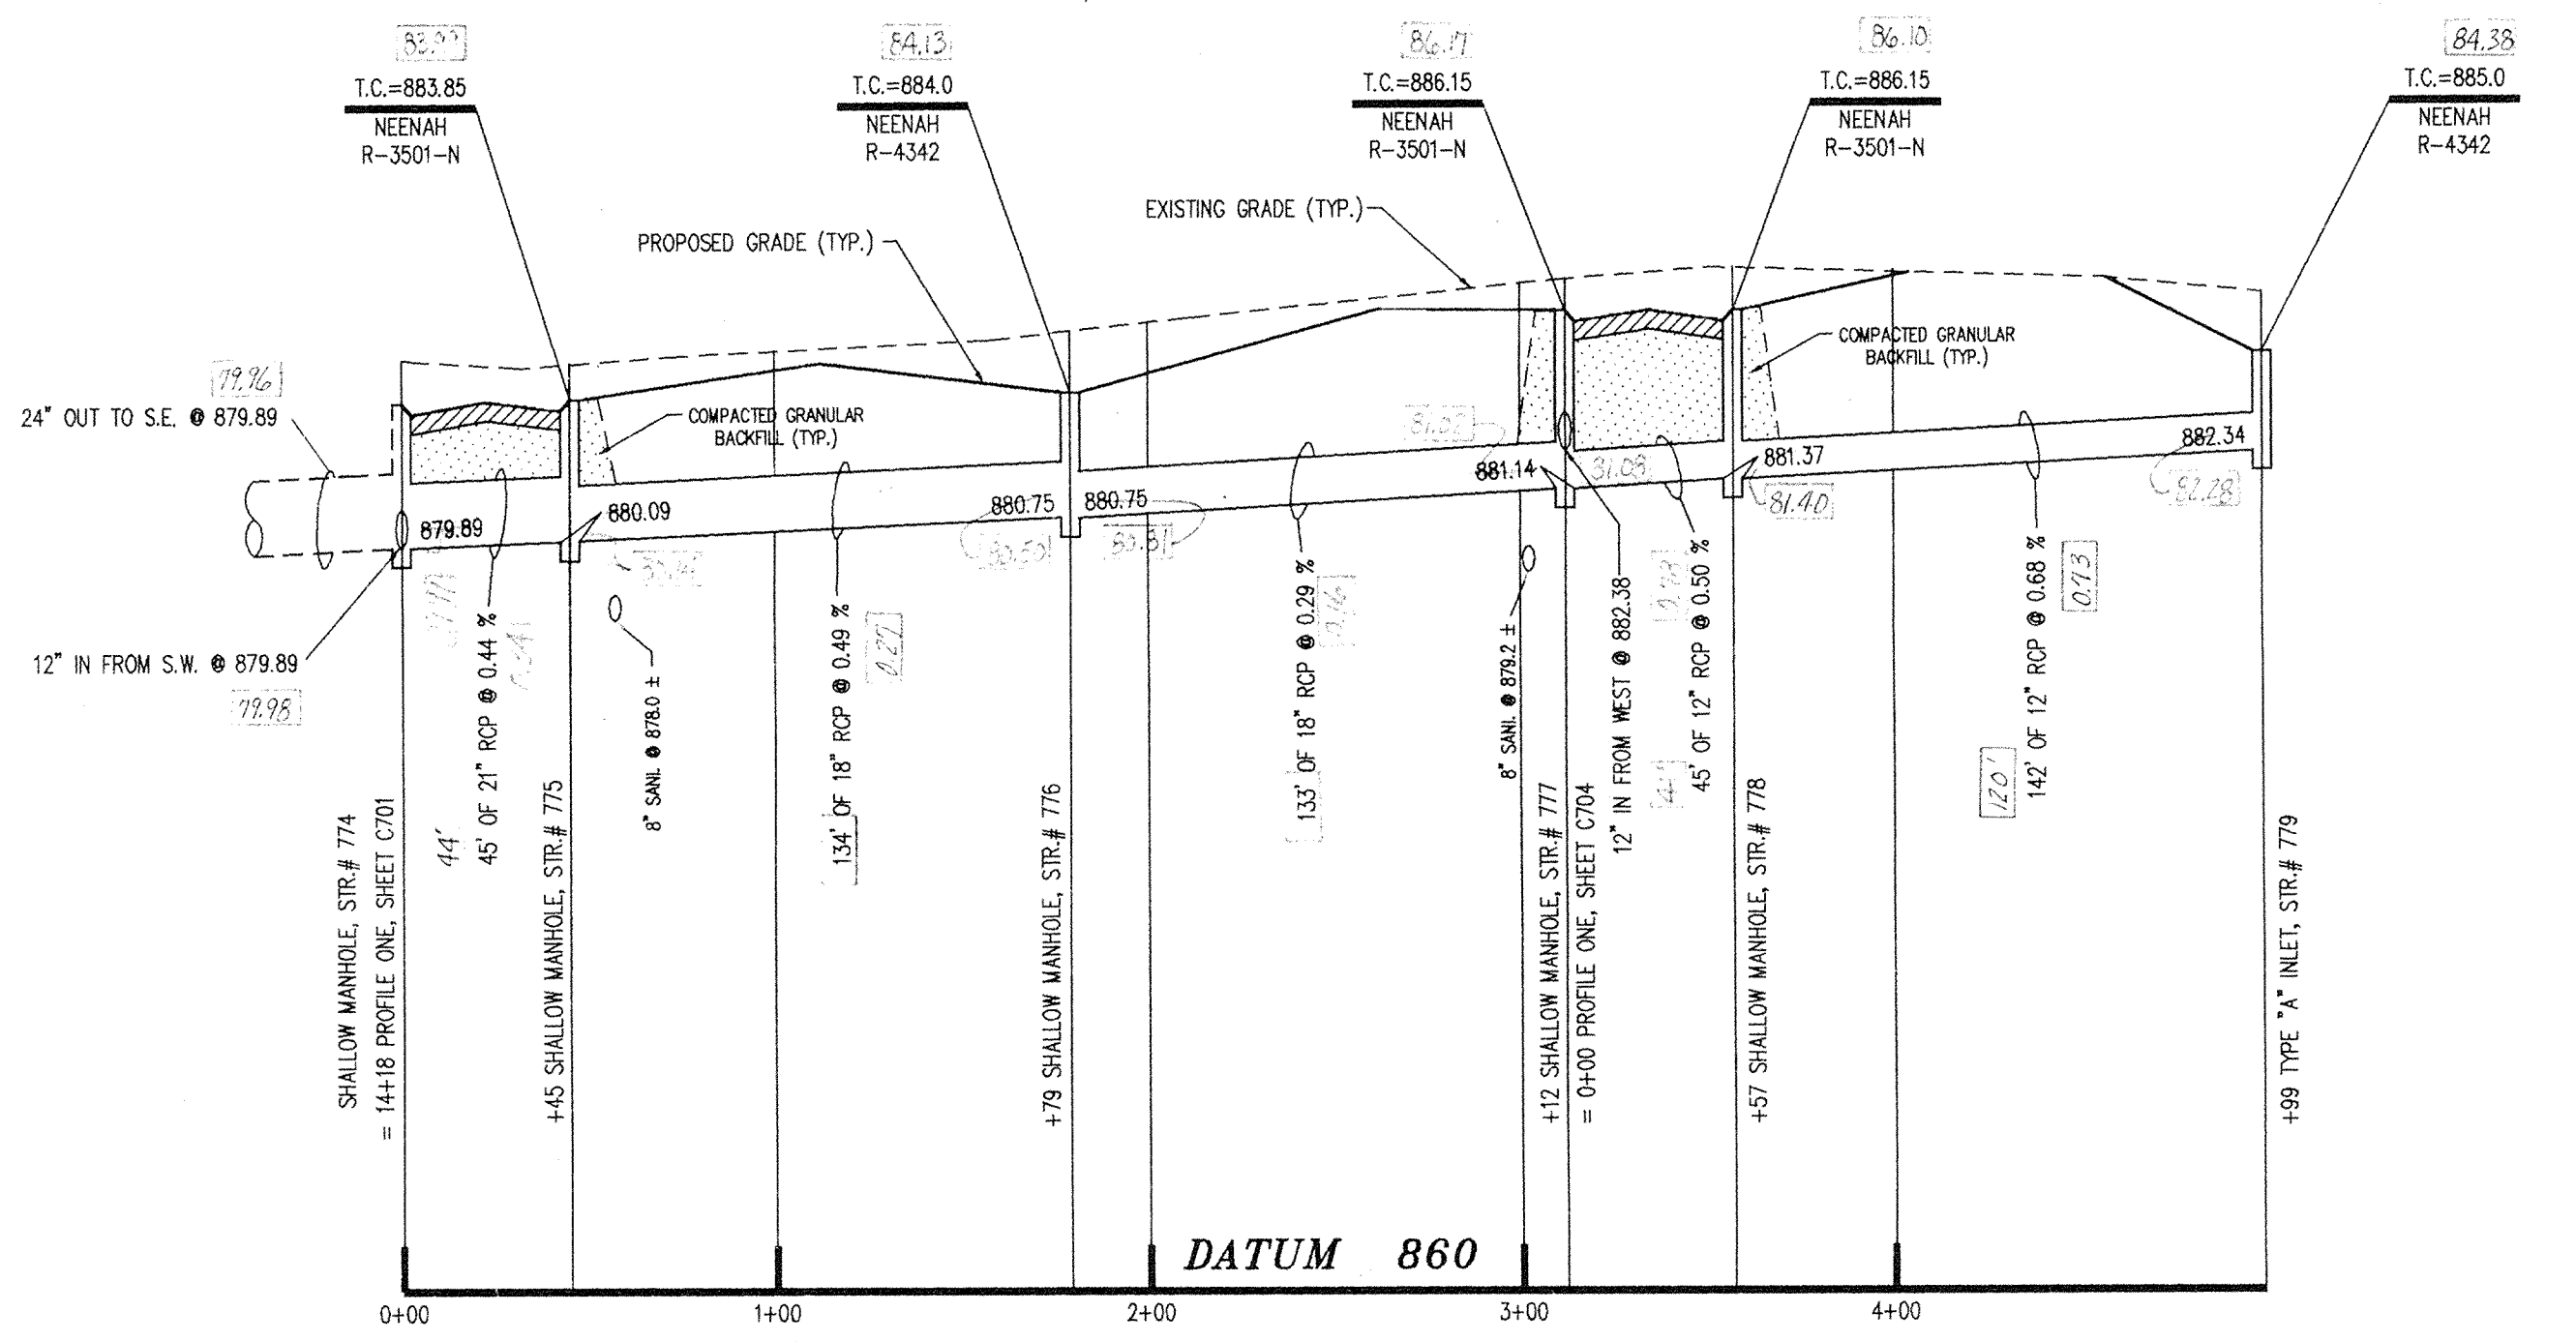 84.13
86.17
86.10
84.38
T.C.=883.85
NEENAH
R-3501-N
T.C.=884.0
NEENAH
R-4342
T.C.=886.15
NEENAH
R-3501-N
T.C.=886.15
NEENAH
R-3501-N
T.C.=885.0
NEENAH
R-4342
EXISTING GRADE (TYP.)
PROPOSED GRADE (TYP.)
COMPACTED GRANULAR
BACKFILL (TYP.)
COMPACTED GRANULAR
BACKFILL (TYP.)
79.96
24" OUT TO S.E. @ 879.89
879.89
880.09
880.75
880.75
881.14
881.37
882.34
81.40
82.28
12" IN FROM S.W. @ 879.89
79.98
44'
45' OF 21" RCP @ 0.44 %
8" SANI. @ 878.0 ±
134' OF 18" RCP @ 0.49 %
133' OF 18" RCP @ 0.29 %
8" SANI. @ 879.2 ±
12" IN FROM WEST @ 882.38
45' OF 12" RCP @ 0.50 %
142' OF 12" RCP @ 0.68 %
0.73
120'
SHALLOW MANHOLE, STR.# 774
= 14+18 PROFILE ONE, SHEET C701
+45 SHALLOW MANHOLE, STR.# 775
+79 SHALLOW MANHOLE, STR.# 776
+12 SHALLOW MANHOLE, STR.# 777
= 0+00 PROFILE ONE, SHEET C704
+57 SHALLOW MANHOLE, STR.# 778
+99 TYPE "A" INLET, STR.# 779
DATUM 860
0+00
1+00
2+00
3+00
4+00